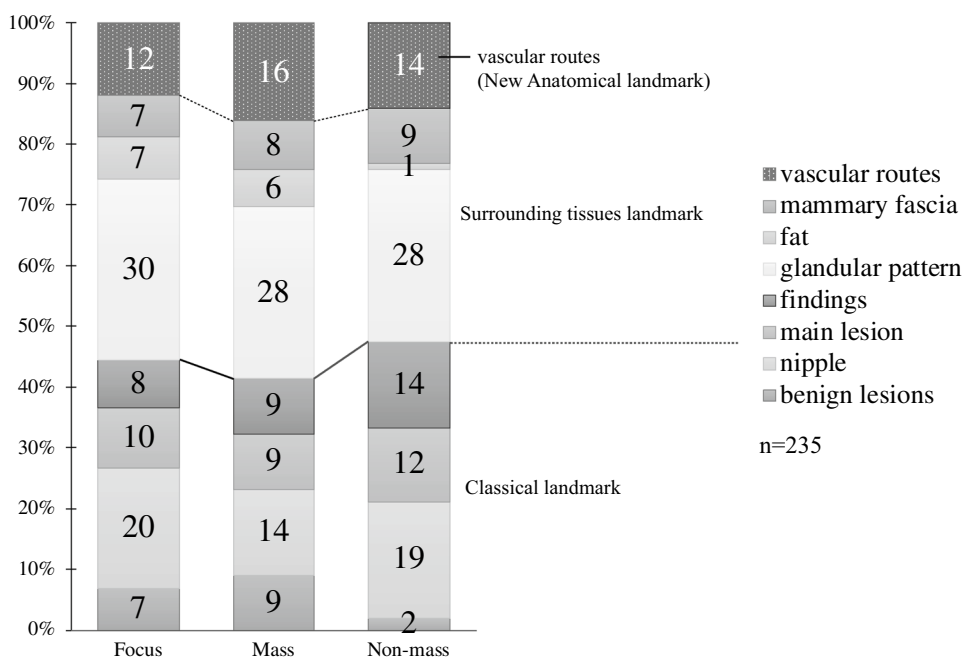 100%
90%
80%
70%
60%
50%
40%
30%
20%
10%
0%
12
7
7
30
8
10
20
7
Focus
16
8
6
28
9
9
14
9
Mass
14
9
1
28
14
12
19
2
Non-mass
vascular routes
(New Anatomical landmark)
Surrounding tissues landmark
Classical landmark
vascular routes
mammary fascia
fat
glandular pattern
findings
main lesion
nipple
benign lesions
n=235